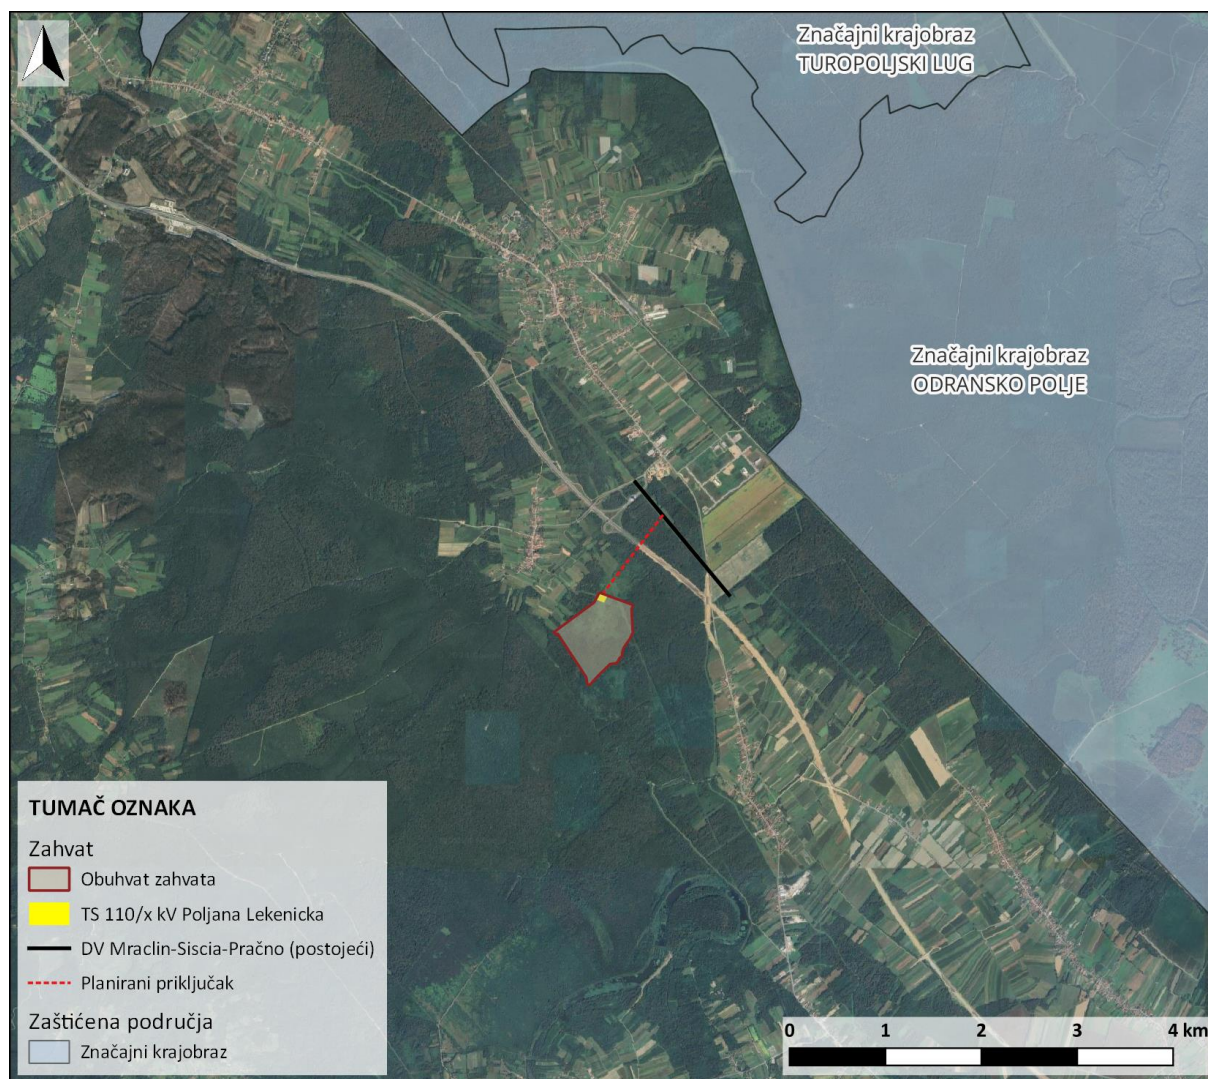 Značajni krajobraz
TUROPOLJSKI LUG
Značajni krajobraz
ODRANSKO POLJE
TUMAČ OZNAKA
Zahvat
Obuhvat zahvata
TS 110/x kV Poljana Lekenicka
DV Mraclin-Siscia-Pračno (postojeći)
Planirani priključak
Zaštićena područja
Značajni krajobraz
0 1 2 3 4 km